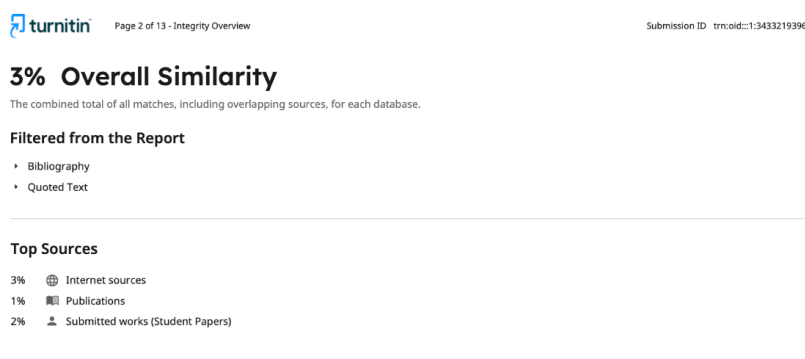 turnitin Page 2 of 13 - Integrity Overview Submission ID trn:oid:::1:3433219396
3% Overall Similarity
The combined total of all matches, including overlapping sources, for each database.
Filtered from the Report
Bibliography
Quoted Text
Top Sources
3% Internet sources
1% Publications
2% Submitted works (Student Papers)